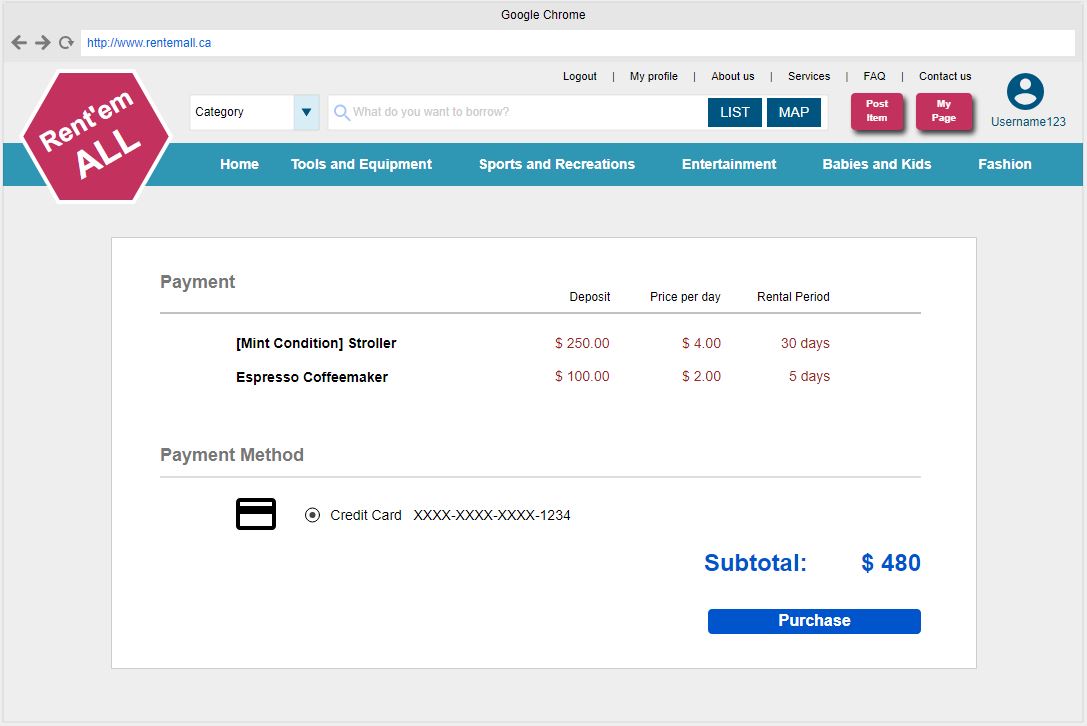 Google Chrome
http://www.rentemall.ca
Logout | My profile | About us | Services | FAQ | Contact us
Rent'em
ALL
Category
What do you want to borrow?
LIST
MAP
Post
Item
My
Page
Username123
Home Tools and Equipment Sports and Recreations Entertainment Babies and Kids Fashion
Payment
Deposit Price per day Rental Period
[Mint Condition] Stroller $ 250.00 $ 4.00 30 days
Espresso Coffeemaker $ 100.00 $ 2.00 5 days
Payment Method
Credit Card XXXX-XXXX-XXXX-1234
Subtotal: $ 480
Purchase